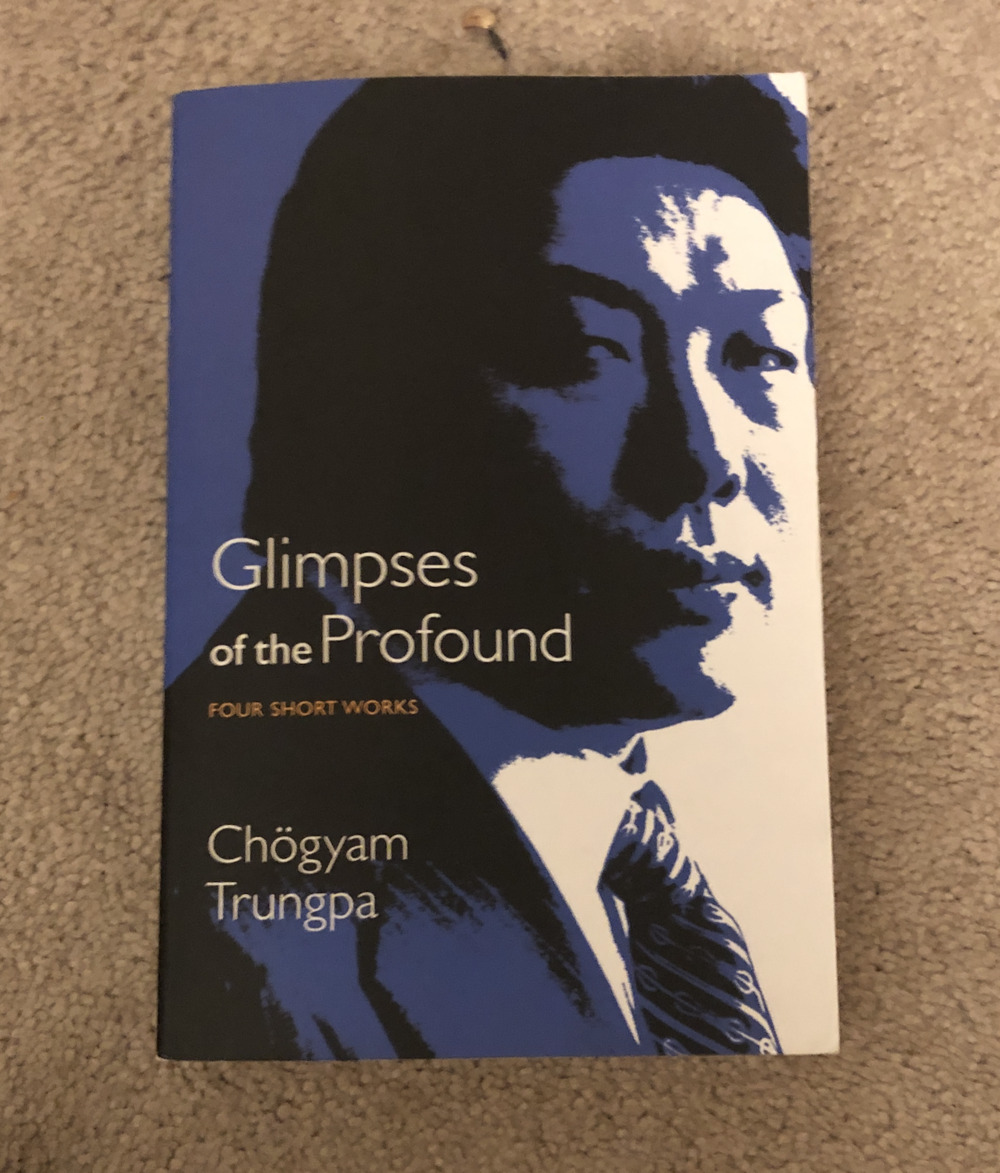 Glimpses
of the Profound
FOUR SHORT WORKS
Chögyam
Trungpa